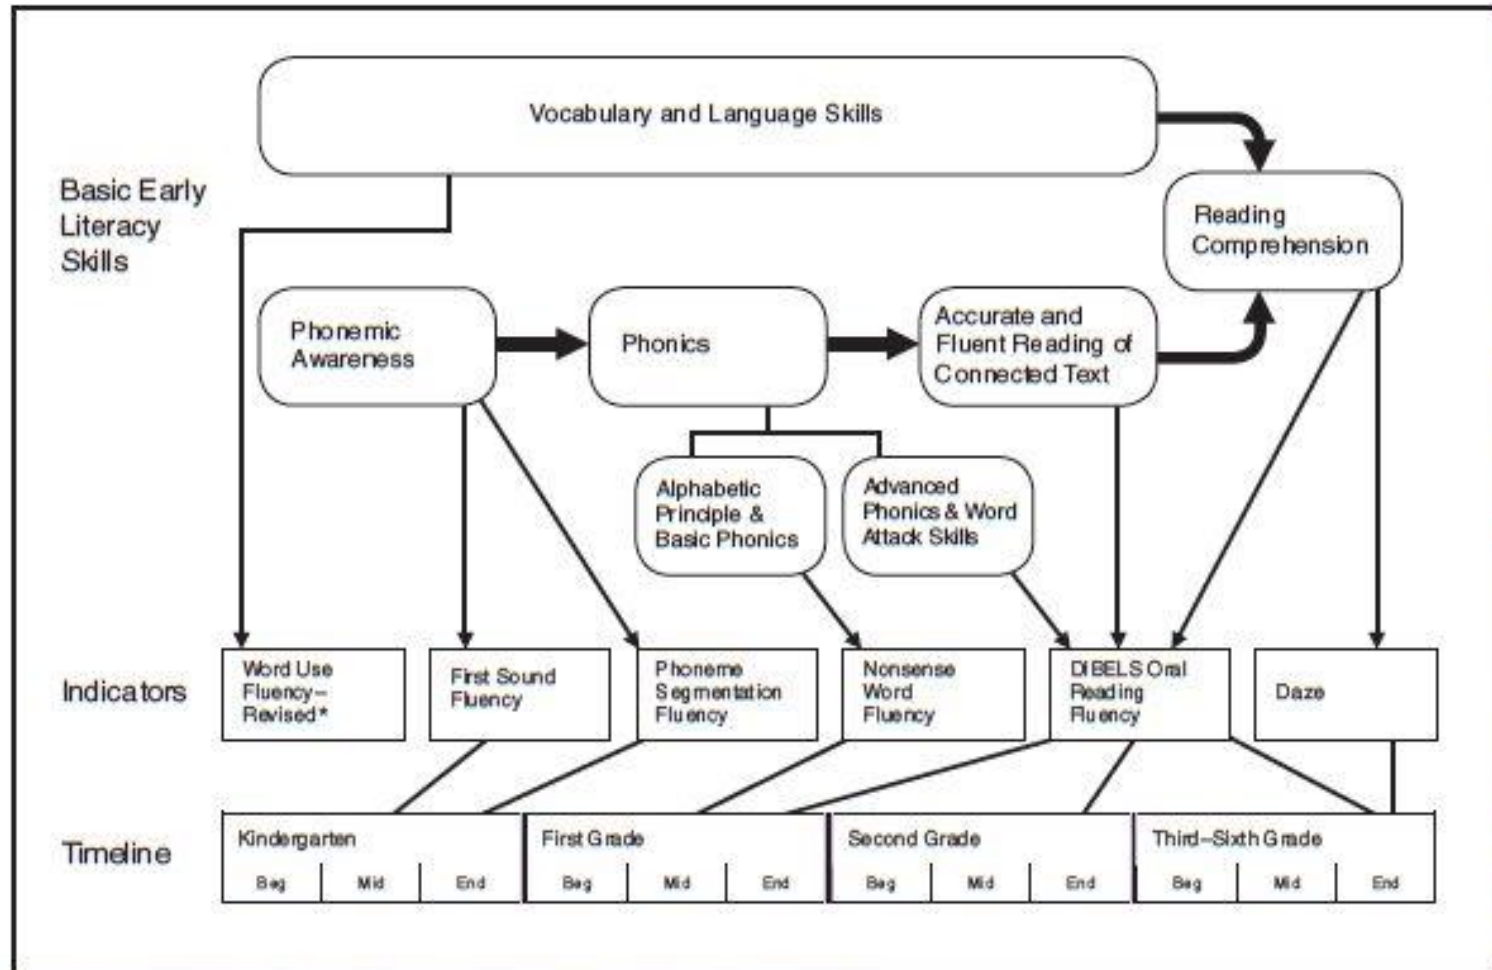 Vocabulary and Language Skills
Basic Early
Literacy
Skills
Reading
Comprehension
Phonemic
Awareness
Phonics
Accurate and
Fluent Reading of
Connected Text
Alphabetic
Principle &
Basic Phonics
Advanced
Phonics & Word
Attack Skills
Indicators
Word Use
Fluency–
Revised*
First Sound
Fluency
Phoneme
Segmentation
Fluency
Nonsense
Word
Fluency
DIBELS Oral
Reading
Fluency
Daze
Timeline
Kindergarten
Beg Mid End
First Grade
Beg Mid End
Second Grade
Beg Mid End
Third–Sixth Grade
Beg Mid End